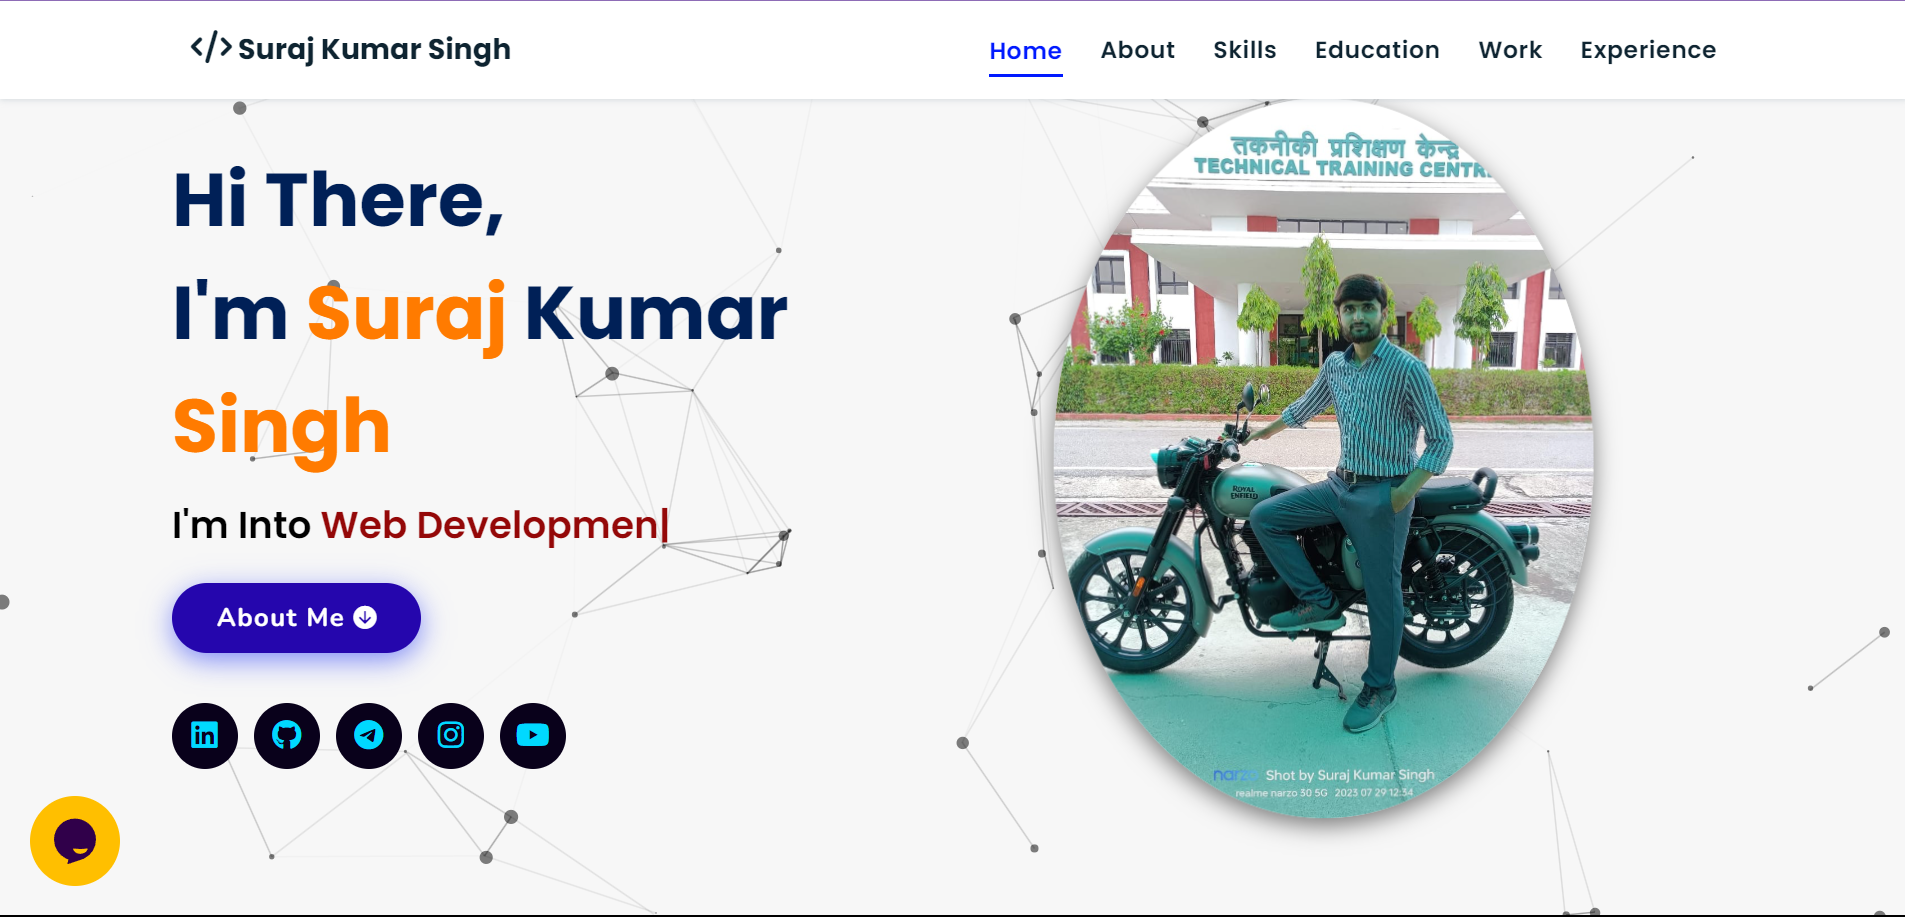 </> Suraj Kumar Singh
Home About Skills Education Work Experience
Hi There,
I'm Suraj Kumar
Singh
I'm Into Web Developmen|
About Me
तकनीकी प्रशिक्षण केन्द्र
TECHNICAL TRAINING CENTR
ROYAL
ENFIELD
Shot by Suraj Kumar Singh
realme narzo 30 5G 2023 07 29 12:34